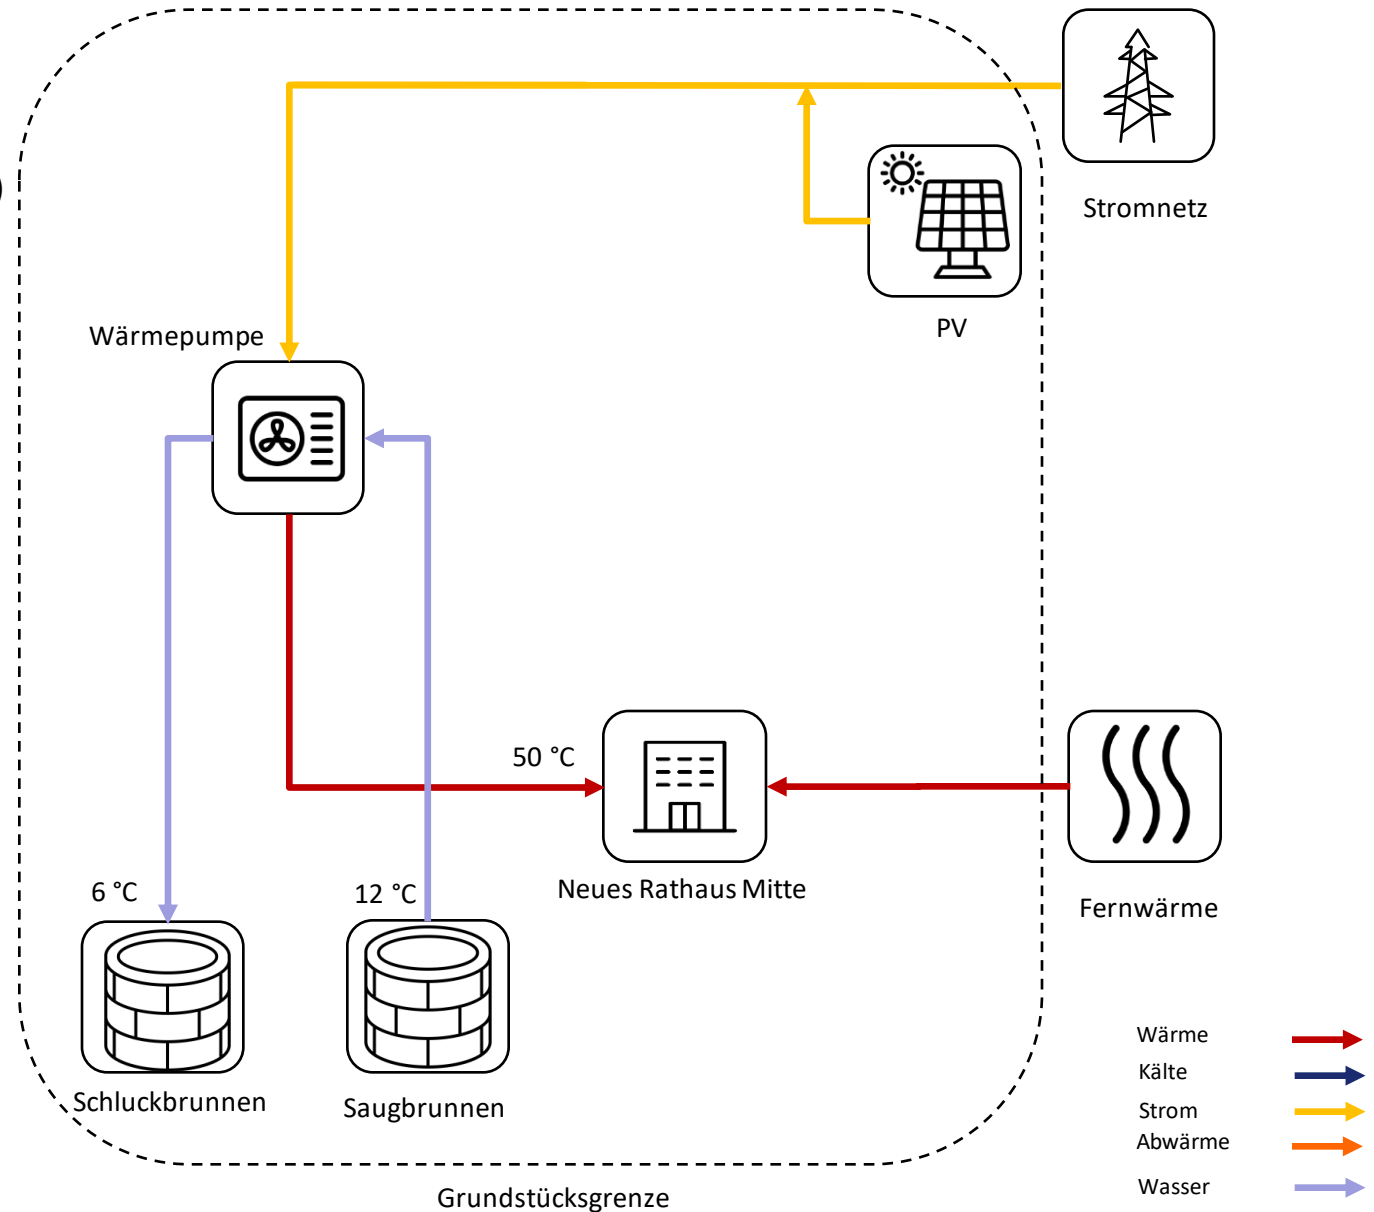 Stromnetz
PV
Wärmepumpe
50 °C
Neues Rathaus Mitte
6 °C
12 °C
Fernwärme
Schluckbrunnen
Saugbrunnen
Wärme
Kälte
Strom
Abwärme
Wasser
Grundstücksgrenze